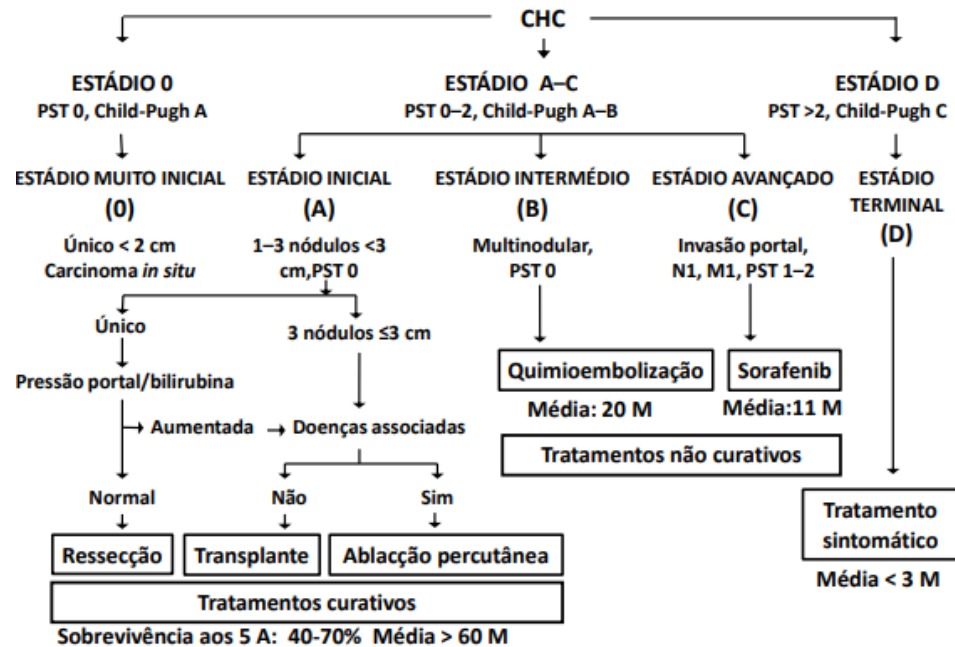 CHC
ESTÁDIO 0
PST 0, Child-Pugh A
ESTÁDIO A–C
PST 0–2, Child-Pugh A–B
ESTÁDIO D
PST >2, Child-Pugh C
ESTÁDIO MUITO INICIAL
(0)
Único < 2 cm
Carcinoma in situ
ESTÁDIO INICIAL
(A)
1–3 nódulos <3
cm,PST 0
ESTÁDIO INTERMÉDIO
(B)
Multinodular,
PST 0
ESTÁDIO AVANÇADO
(C)
Invasão portal,
N1, M1, PST 1–2
ESTÁDIO
TERMINAL
(D)
Único
3 nódulos ≤3 cm
Pressão portal/bilirubina
Aumentada
Doenças associadas
Normal
Não
Sim
Ressecção
Transplante
Ablacção percutânea
Tratamentos curativos
Sobrevivência aos 5 A: 40-70% Média > 60 M
Quimioembolização
Média: 20 M
Sorafenib
Média:11 M
Tratamentos não curativos
Tratamento
sintomático
Média < 3 M